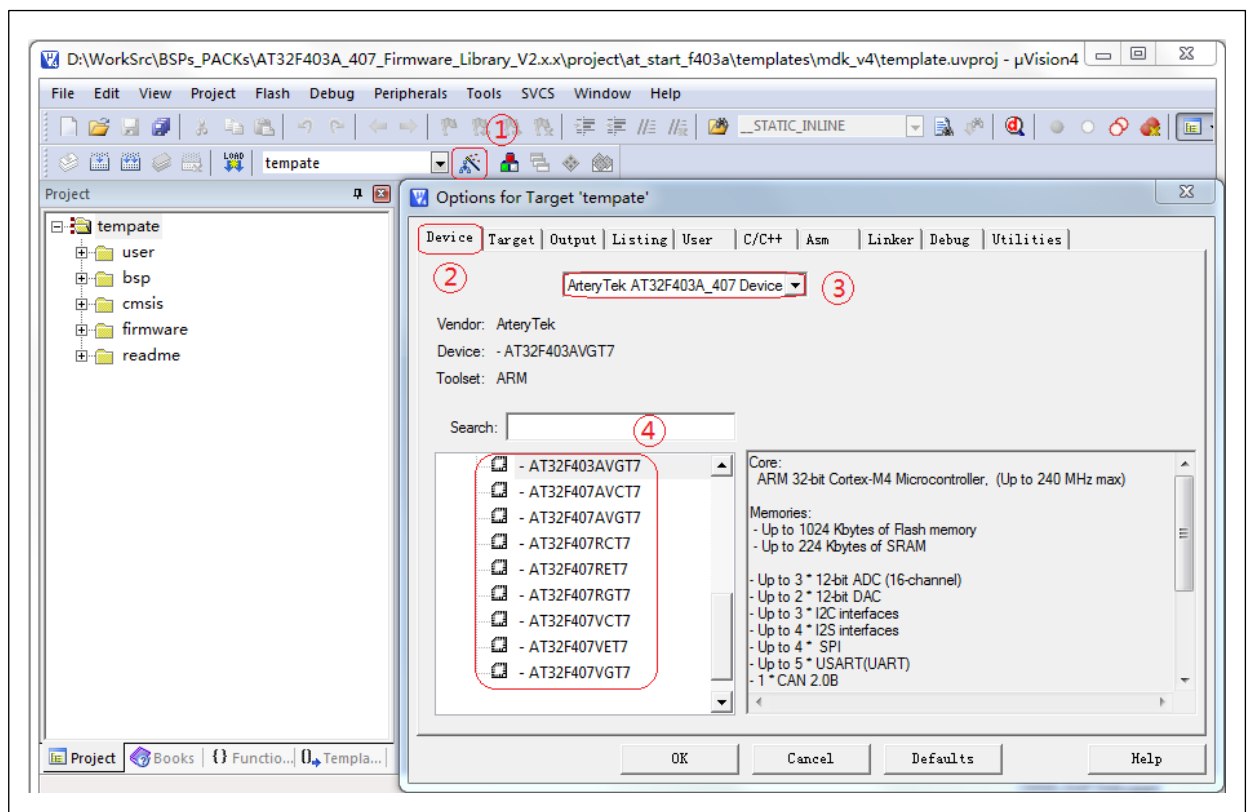 D:\WorkSrc\BSPs_PACKs\AT32F403A_407_Firmware_Library_V2.x.x\project\at_start_f403a\templates\mdk_v4\template.uvproj - µVision4
File Edit View Project Flash Debug Peripherals Tools SVCS Window Help
①
__STATIC_INLINE
LOAD
tempate
Project
Options for Target 'tempate'
tempate
user
bsp
cmsis
firmware
readme
Device Target Output Listing User C/C++ Asm Linker Debug Utilities
②
ArteryTek AT32F403A_407 Device
③
Vendor: ArteryTek
Device: - AT32F403AVGT7
Toolset: ARM
Search:
④
- AT32F403AVGT7
- AT32F407AVCT7
- AT32F407AVGT7
- AT32F407RCT7
- AT32F407RET7
- AT32F407RGT7
- AT32F407VCT7
- AT32F407VET7
- AT32F407VGT7
Core:
ARM 32-bit Cortex-M4 Microcontroller, (Up to 240 MHz max)
Memories:
- Up to 1024 Kbytes of Flash memory
- Up to 224 Kbytes of SRAM
- Up to 3 * 12-bit ADC (16-channel)
- Up to 2 * 12-bit DAC
- Up to 3 * I2C interfaces
- Up to 4 * I2S interfaces
- Up to 4 * SPI
- Up to 5 * USART(UART)
- 1 * CAN 2.0B
Project Books {} Functio... Templa...
OK Cancel Defaults Help